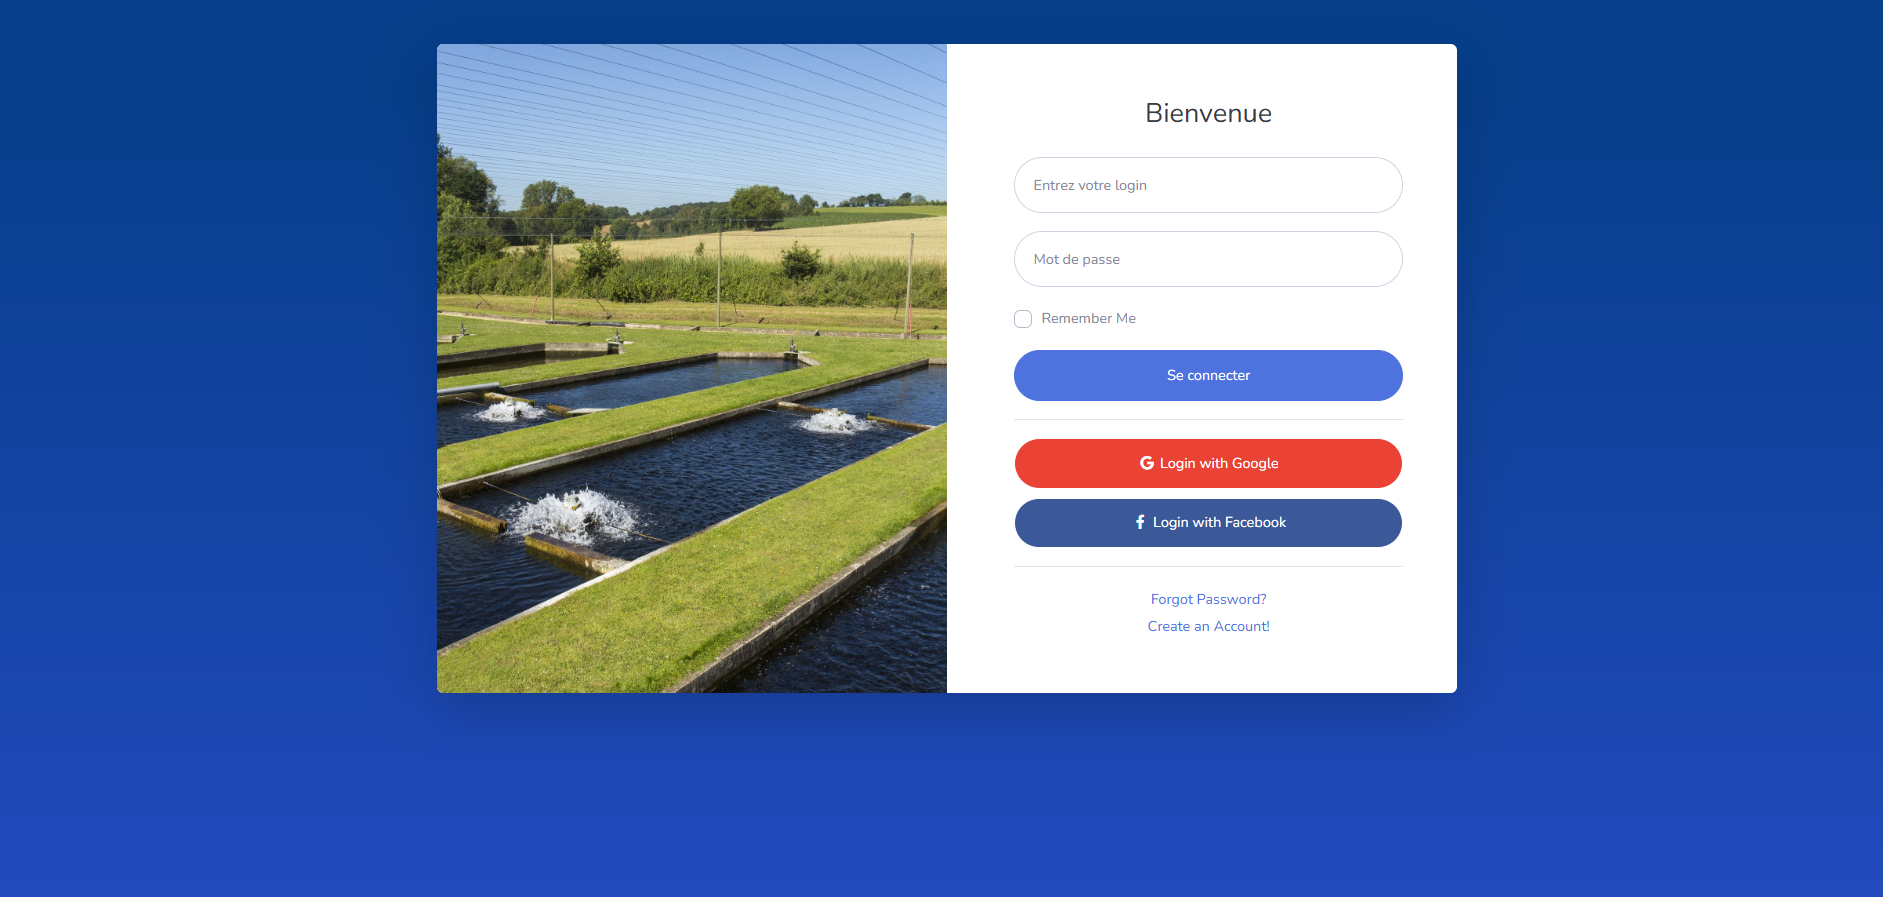 Bienvenue
Entrez votre login
Mot de passe
Remember Me
Se connecter
Login with Google
Login with Facebook
Forgot Password?
Create an Account!